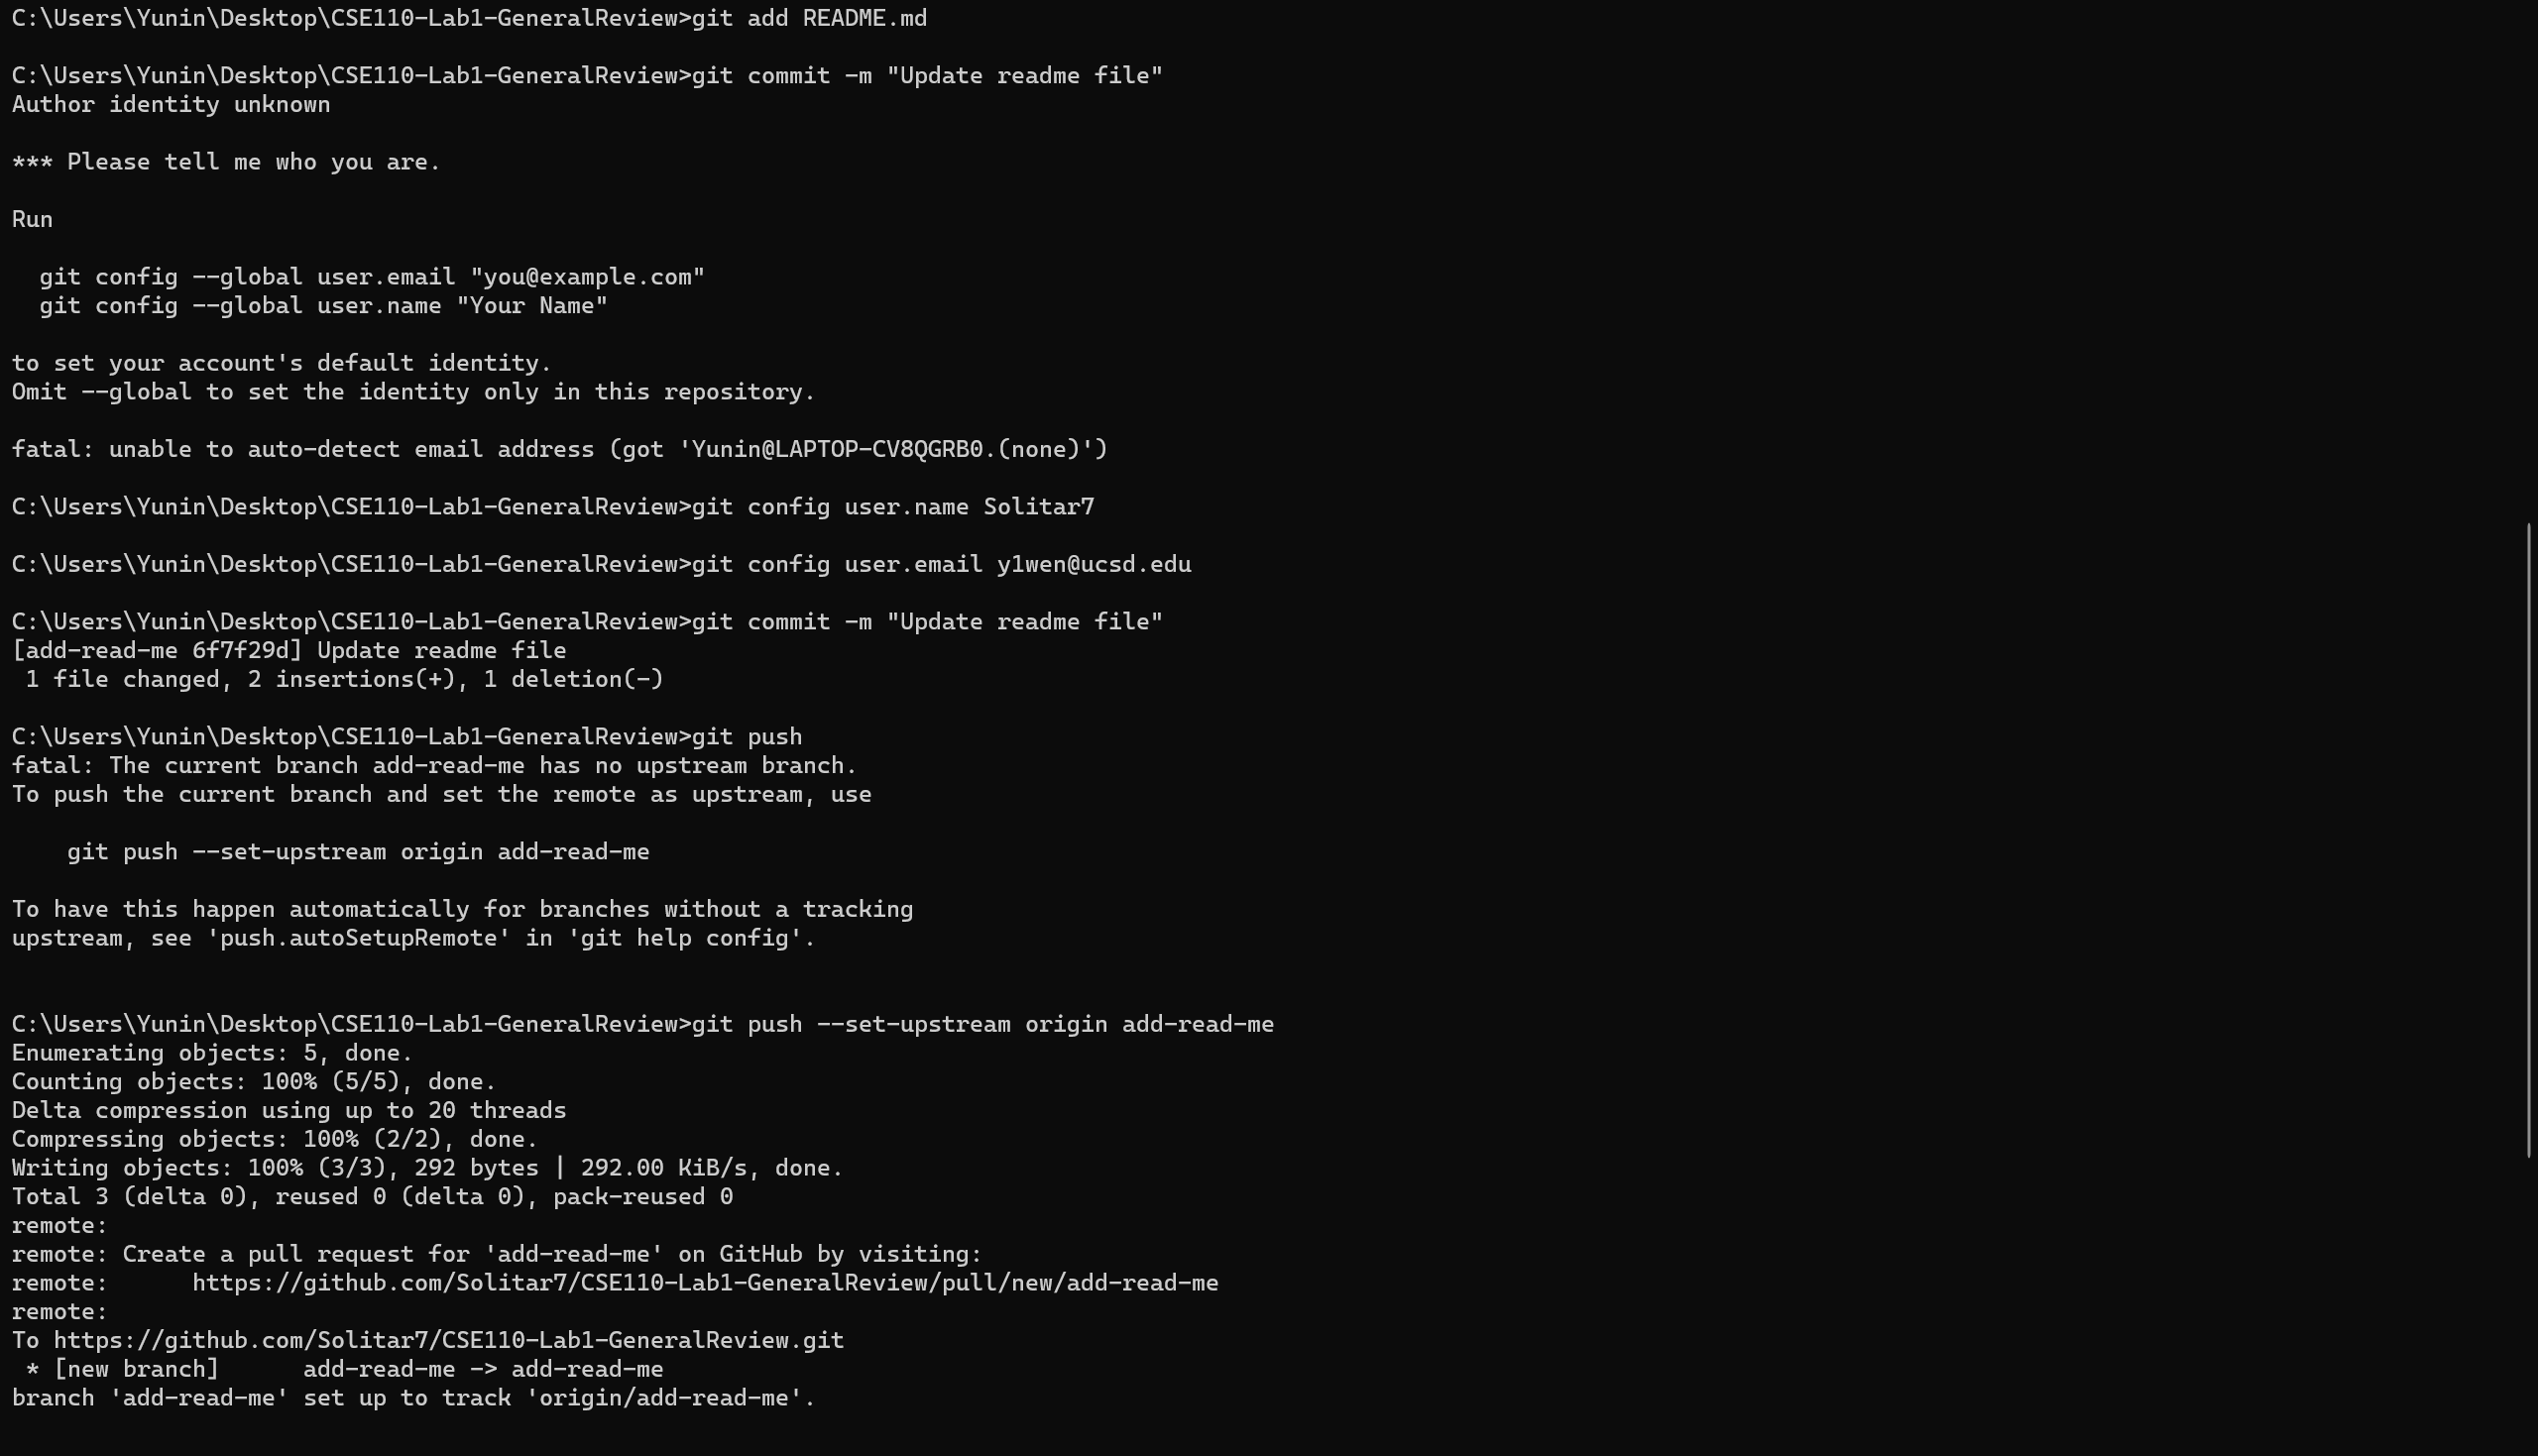 C:\Users\Yunin\Desktop\CSE110-Lab1-GeneralReview>git add README.md
C:\Users\Yunin\Desktop\CSE110-Lab1-GeneralReview>git commit -m "Update readme file"
Author identity unknown
*** Please tell me who you are.
Run
  git config --global user.email "you@example.com"
  git config --global user.name "Your Name"
to set your account's default identity.
Omit --global to set the identity only in this repository.
fatal: unable to auto-detect email address (got 'Yunin@LAPTOP-CV8QGRB0.(none)')
C:\Users\Yunin\Desktop\CSE110-Lab1-GeneralReview>git config user.name Solitar7
C:\Users\Yunin\Desktop\CSE110-Lab1-GeneralReview>git config user.email y1wen@ucsd.edu
C:\Users\Yunin\Desktop\CSE110-Lab1-GeneralReview>git commit -m "Update readme file"
[add-read-me 6f7f29d] Update readme file
 1 file changed, 2 insertions(+), 1 deletion(-)
C:\Users\Yunin\Desktop\CSE110-Lab1-GeneralReview>git push
fatal: The current branch add-read-me has no upstream branch.
To push the current branch and set the remote as upstream, use
    git push --set-upstream origin add-read-me
To have this happen automatically for branches without a tracking
upstream, see 'push.autoSetupRemote' in 'git help config'.
C:\Users\Yunin\Desktop\CSE110-Lab1-GeneralReview>git push --set-upstream origin add-read-me
Enumerating objects: 5, done.
Counting objects: 100% (5/5), done.
Delta compression using up to 20 threads
Compressing objects: 100% (2/2), done.
Writing objects: 100% (3/3), 292 bytes | 292.00 KiB/s, done.
Total 3 (delta 0), reused 0 (delta 0), pack-reused 0
remote:
remote: Create a pull request for 'add-read-me' on GitHub by visiting:
remote:      https://github.com/Solitar7/CSE110-Lab1-GeneralReview/pull/new/add-read-me
remote:
To https://github.com/Solitar7/CSE110-Lab1-GeneralReview.git
 * [new branch]      add-read-me -> add-read-me
branch 'add-read-me' set up to track 'origin/add-read-me'.